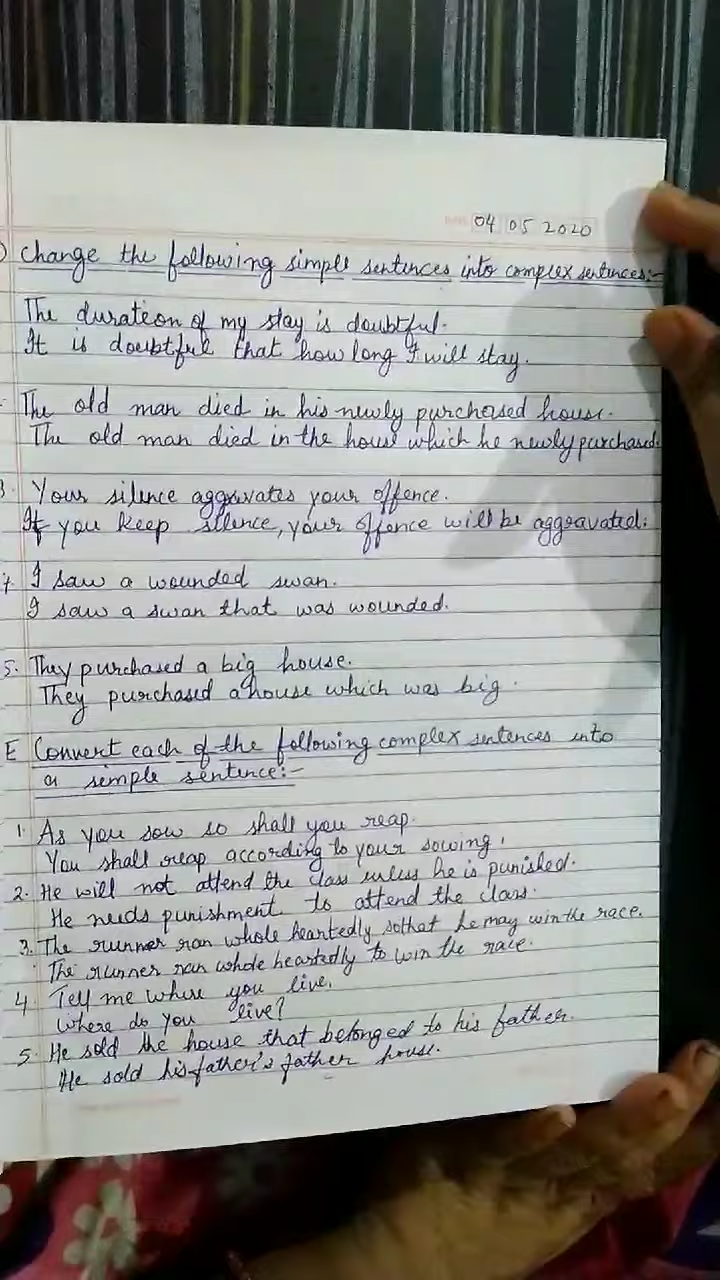 04 05 2020
Change the following simple sentences into complex sentences:-
The duration of my stay is doubtful.
It is doubtful that how long I will stay.
The old man died in his newly purchased house.
The old man died in the house which he newly purchased.
3. Your silence aggravates your offence.
If you keep silence, your offence will be aggravated.
4. I saw a wounded swan.
I saw a swan that was wounded.
5. They purchased a big house.
They purchased a house which was big.
E Convert each of the following complex sentences into
a simple sentence:-
1. As you sow so shall you reap.
You shall reap according to your sowing.
2. He will not attend the class unless he is punished.
He needs punishment to attend the class.
3. The runner ran whole heartedly so that he may win the race.
The runner ran whole heartedly to win the race.
4. Tell me where you live.
Where do you live?
5. He sold the house that belonged to his father.
He sold his father's father house.